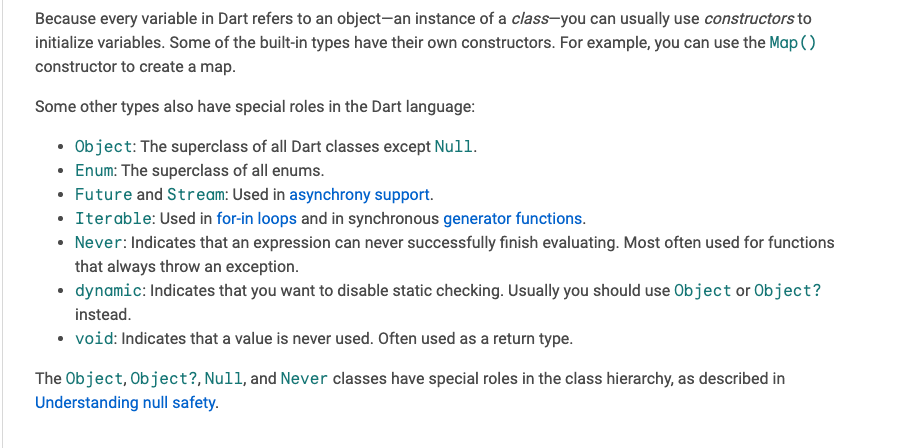 Because every variable in Dart refers to an object—an instance of a class—you can usually use constructors to
initialize variables. Some of the built-in types have their own constructors. For example, you can use the Map()
constructor to create a map.
Some other types also have special roles in the Dart language:
• Object: The superclass of all Dart classes except Null.
• Enum: The superclass of all enums.
• Future and Stream: Used in asynchrony support.
• Iterable: Used in for-in loops and in synchronous generator functions.
• Never: Indicates that an expression can never successfully finish evaluating. Most often used for functions
that always throw an exception.
• dynamic: Indicates that you want to disable static checking. Usually you should use Object or Object?
instead.
• void: Indicates that a value is never used. Often used as a return type.
The Object, Object?, Null, and Never classes have special roles in the class hierarchy, as described in
Understanding null safety.